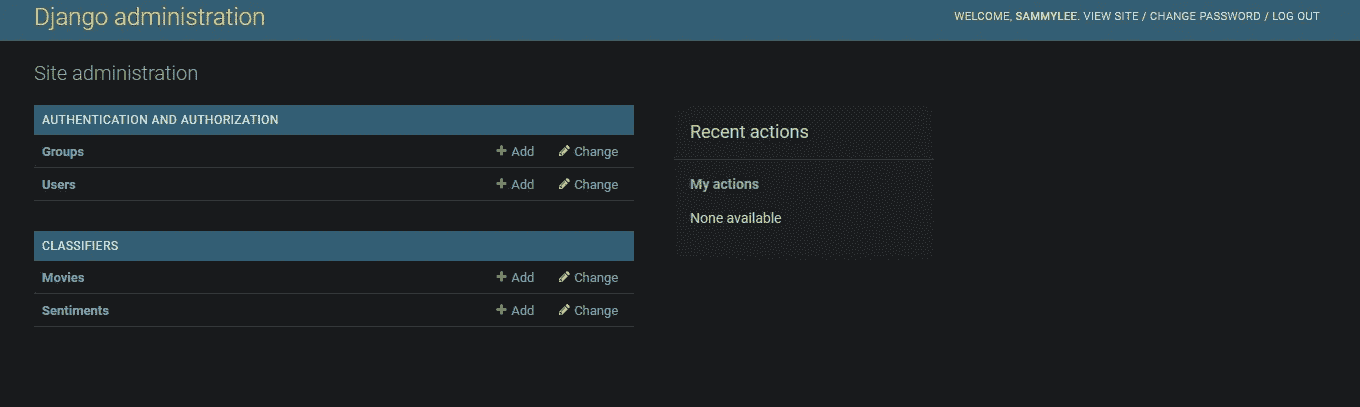 Django administration
WELCOME, SAMMYLEE. VIEW SITE / CHANGE PASSWORD / LOG OUT
Site administration
AUTHENTICATION AND AUTHORIZATION
Groups Add Change
Users Add Change
CLASSIFIERS
Movies Add Change
Sentiments Add Change
Recent actions
My actions
None available